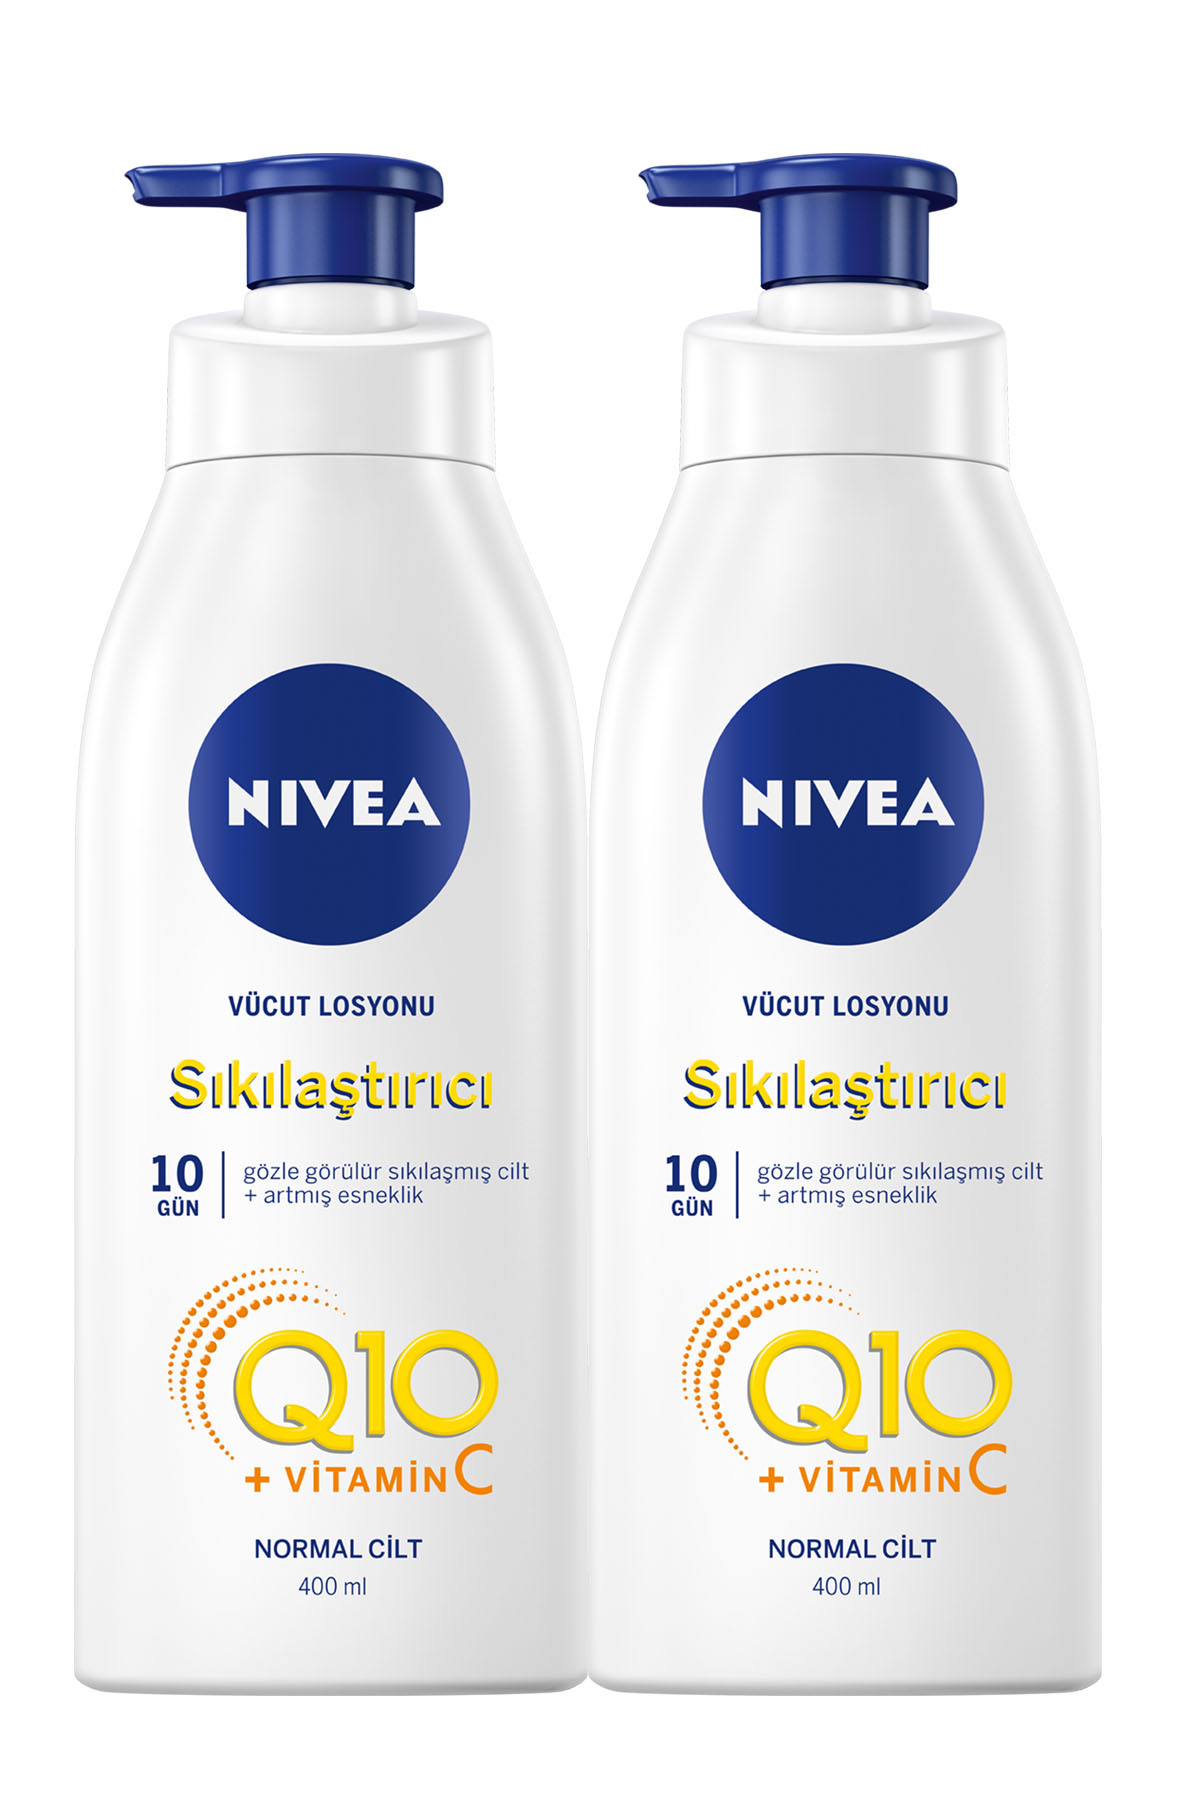 NIVEA
VÜCUT LOSYONU
Sıkılaştırıcı
10
GÜN
gözle görülür sıkılaşmış cilt
+ artmış esneklik
Q10
+ VİTAMİN C
NORMAL CİLT
400 ml
NIVEA
VÜCUT LOSYONU
Sıkılaştırıcı
10
GÜN
gözle görülür sıkılaşmış cilt
+ artmış esneklik
Q10
+ VİTAMİN C
NORMAL CİLT
400 ml